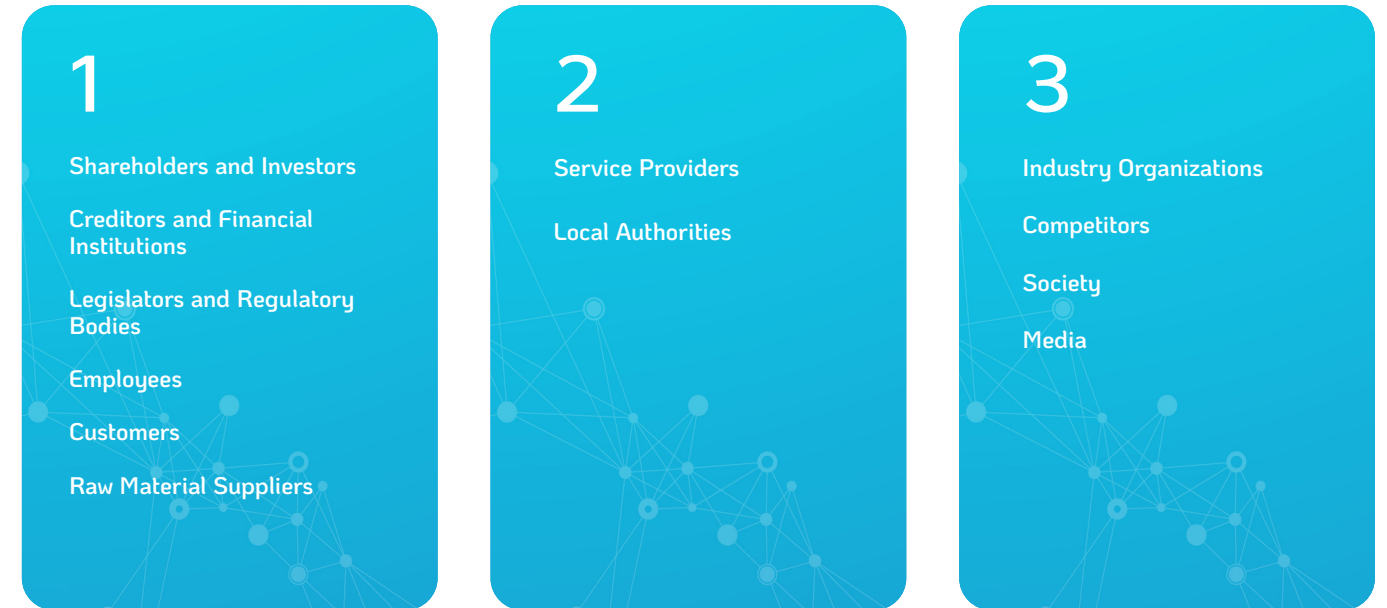 1
Shareholders and Investors
Creditors and Financial
Institutions
Legislators and Regulatory
Bodies
Employees
Customers
Raw Material Suppliers
2
Service Providers
Local Authorities
3
Industry Organizations
Competitors
Society
Media